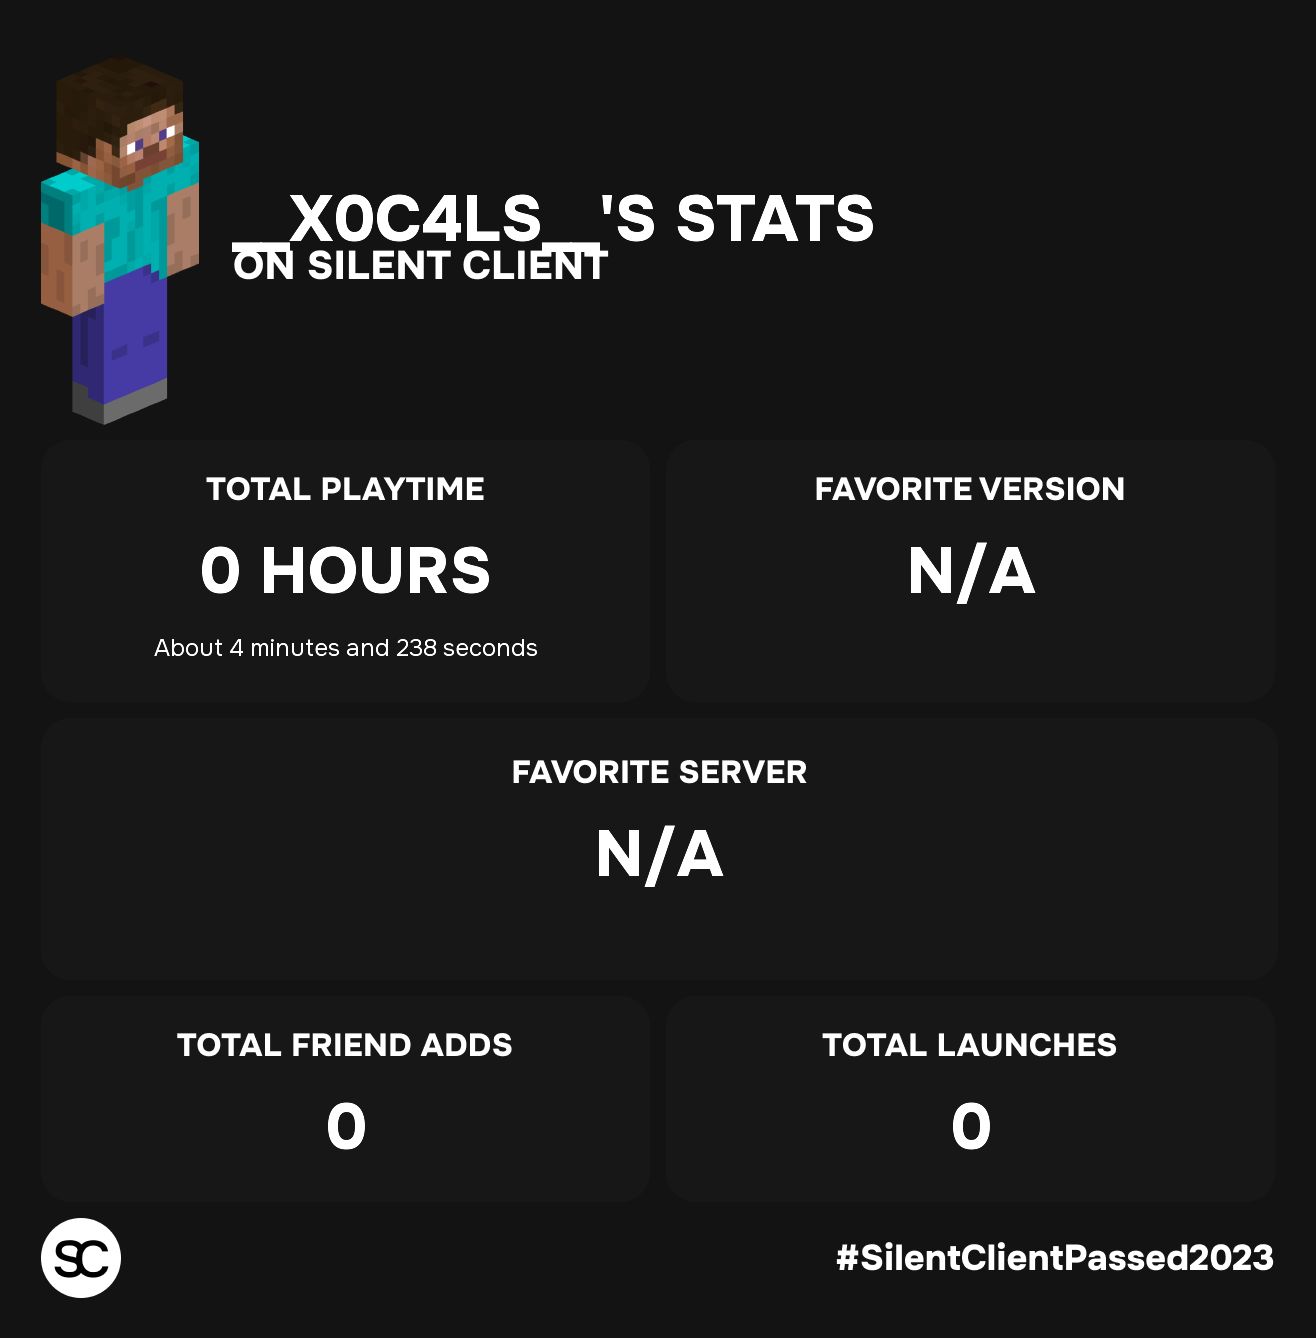 __X0C4LS__'S STATS
ON SILENT CLIENT
TOTAL PLAYTIME
0 HOURS
About 4 minutes and 238 seconds
FAVORITE VERSION
N/A
FAVORITE SERVER
N/A
TOTAL FRIEND ADDS
0
TOTAL LAUNCHES
0
SC
#SilentClientPassed2023